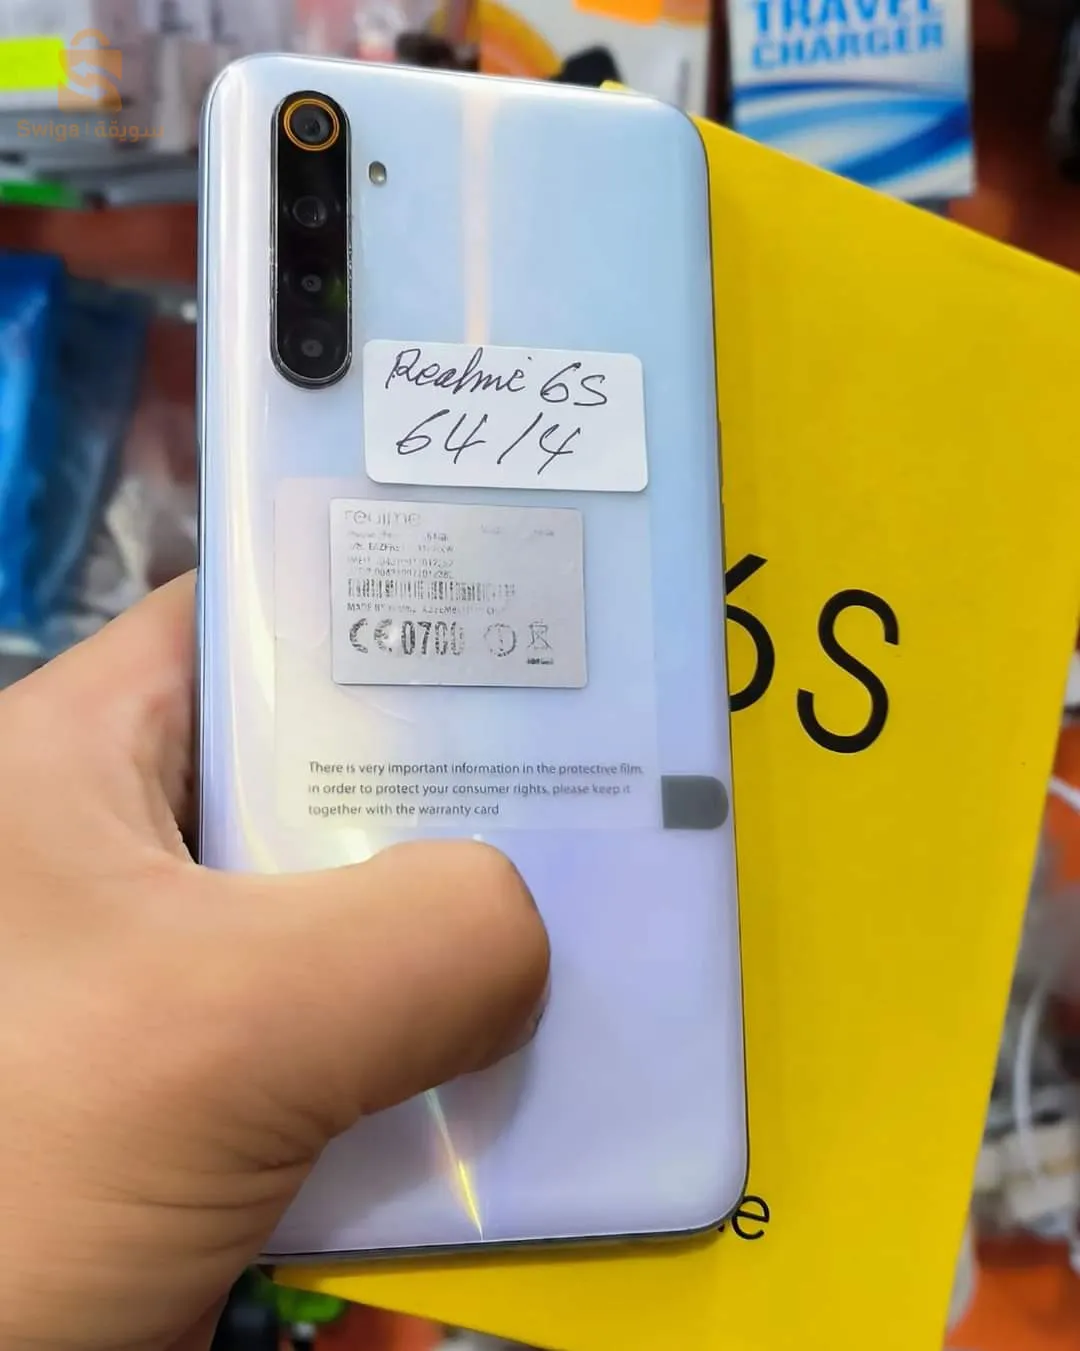 TRAVEL
CHARGER
Swiga | سويقة
Realme 6S
64/4
realme
CE 0700
There is very important information in the protective film,
in order to protect your consumer rights, please keep it
together with the warranty card
6S
e